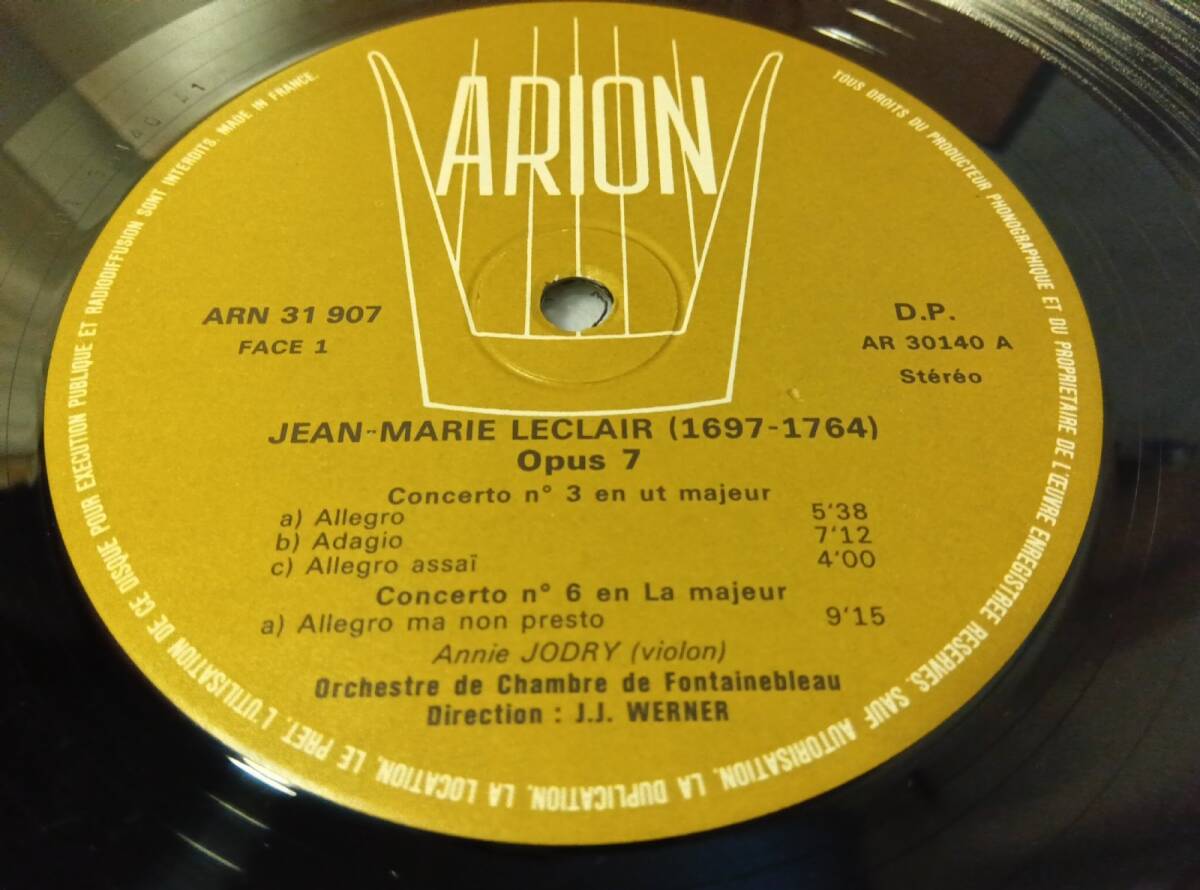 ARION
ARN 31 907
FACE 1
D.P.
AR 30140 A
Stéréo
JEAN-MARIE LECLAIR (1697-1764)
Opus 7
Concerto n° 3 en ut majeur
a) Allegro 5'38
b) Adagio 7'12
c) Allegro assaï 4'00
Concerto n° 6 en La majeur
a) Allegro ma non presto 9'15
Annie JODRY (violon)
Orchestre de Chambre de Fontainebleau
Direction : J.J. WERNER
TOUS DROITS DU PRODUCTEUR PHONOGRAPHIQUE ET DU PROPRIETAIRE DE L'ŒUVRE ENREGISTREE RESERVES. SAUF AUTORISATION, LA DUPLICATION, LA LOCATION, LE PRET, L'UTILISATION DE CE DISQUE POUR EXECUTION PUBLIQUE ET RADIODIFFUSION SONT INTERDITS. MADE IN FRANCE.